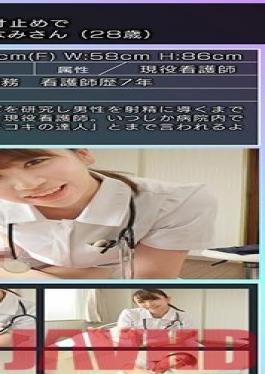 け止めで
なみさん（28歳）
cm(F) W:58cm H:86cm
属性 ／ 現役看護師
務 看護師歴7年
を研究し男性を射精に導くまで
現役看護師。いつしか病院内で
コキの達人」とまで言われるよ